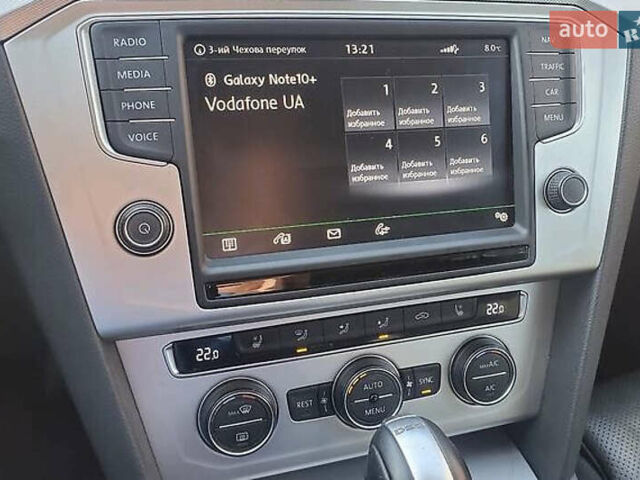 auto R
RADIO
MEDIA
PHONE
VOICE
3-ий Чехова переулок 13:21 8.0°C
Galaxy Note10+
Vodafone UA
1 2 3
Добавить избранное Добавить избранное Добавить избранное
4 5 6
Добавить избранное Добавить избранное Добавить избранное
TRAFFIC
CAR
MENU
22.0
22.0
MAX
REST
AUTO
MENU
SYNC
MAX A/C
A/C